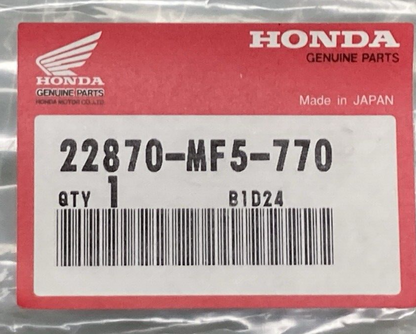 HONDA
GENUINE PARTS
HONDA MOTOR CO.,LTD.
HONDA
GENUINE PARTS
Made in JAPAN
22870-MF5-770
QTY 1 B1D24